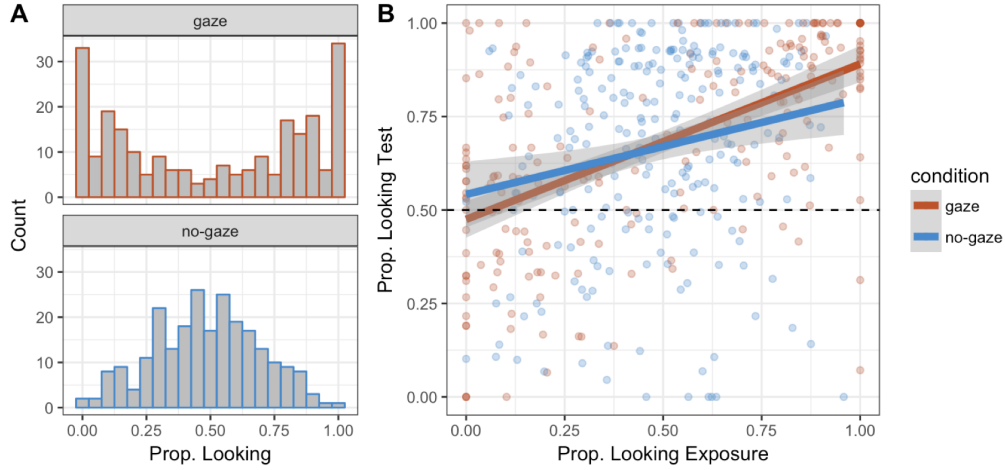 A
gaze
30
20
10
0
no-gaze
30
20
10
0
Count
0.00 0.25 0.50 0.75 1.00
Prop. Looking
B
1.00
0.75
0.50
0.25
0.00
Prop. Looking Test
0.00 0.25 0.50 0.75 1.00
Prop. Looking Exposure
condition
gaze
no-gaze